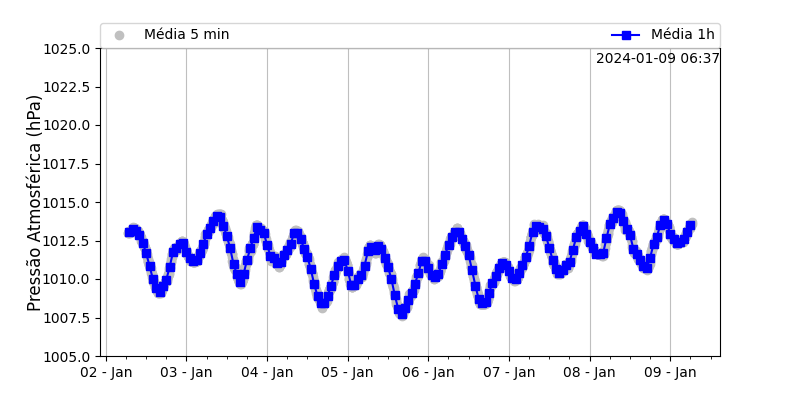 Média 5 min
Média 1h
2024-01-09 06:37
Pressão Atmosférica (hPa)
1025.0
1022.5
1020.0
1017.5
1015.0
1012.5
1010.0
1007.5
1005.0
02 - Jan
03 - Jan
04 - Jan
05 - Jan
06 - Jan
07 - Jan
08 - Jan
09 - Jan